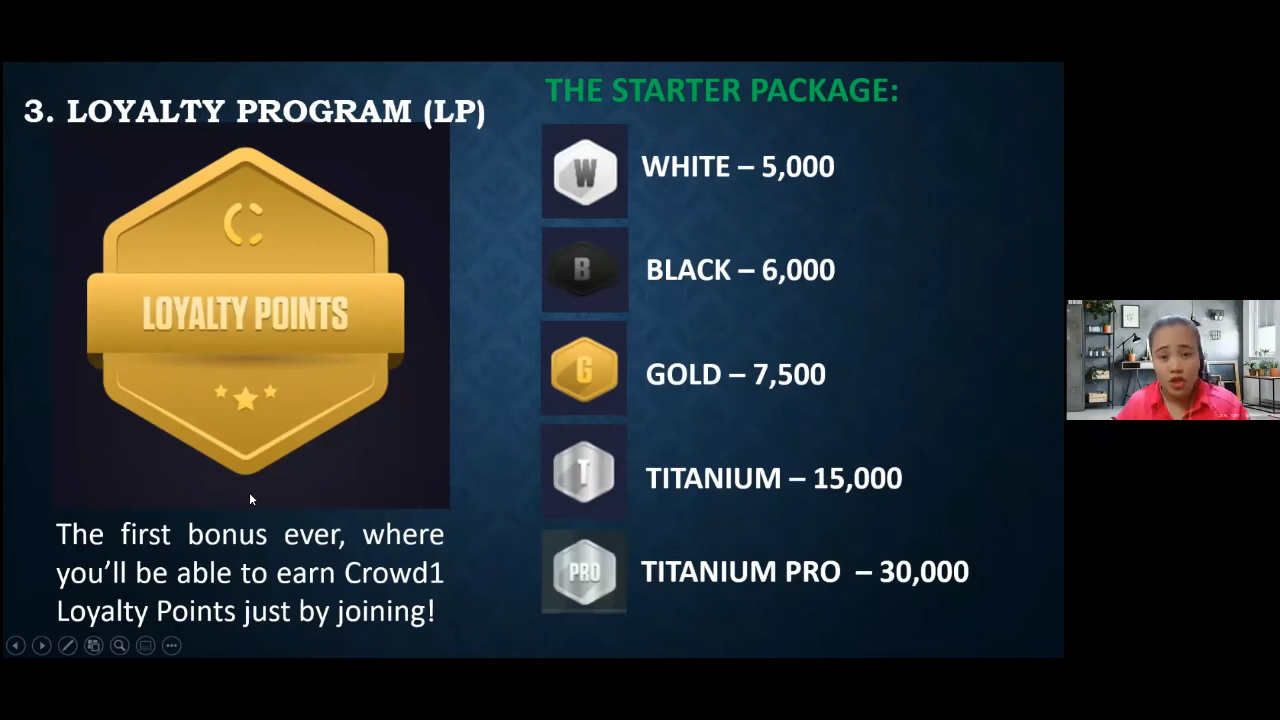 3. LOYALTY PROGRAM (LP)
LOYALTY POINTS
The first bonus ever, where
you'll be able to earn Crowd1
Loyalty Points just by joining!
THE STARTER PACKAGE:
W
WHITE – 5,000
B
BLACK – 6,000
G
GOLD – 7,500
T
TITANIUM – 15,000
PRO
TITANIUM PRO – 30,000